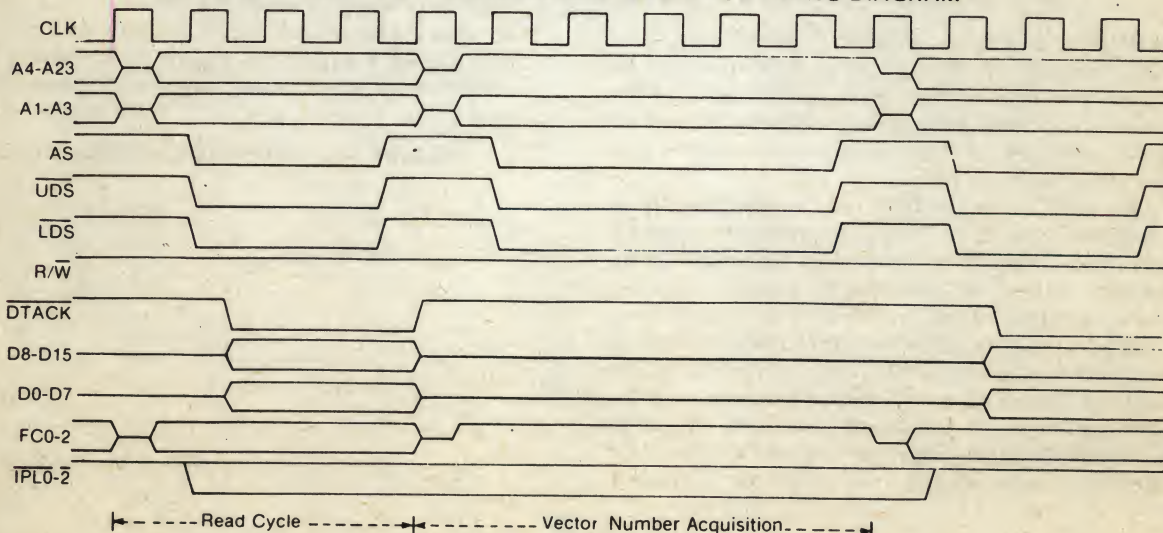 DIAGRAM
CLK
A4-A23
A1-A3
AS
UDS
LDS
R/W
DTACK
D8-D15
D0-D7
FC0-2
IPL0-2
Read Cycle
Vector Number Acquisition